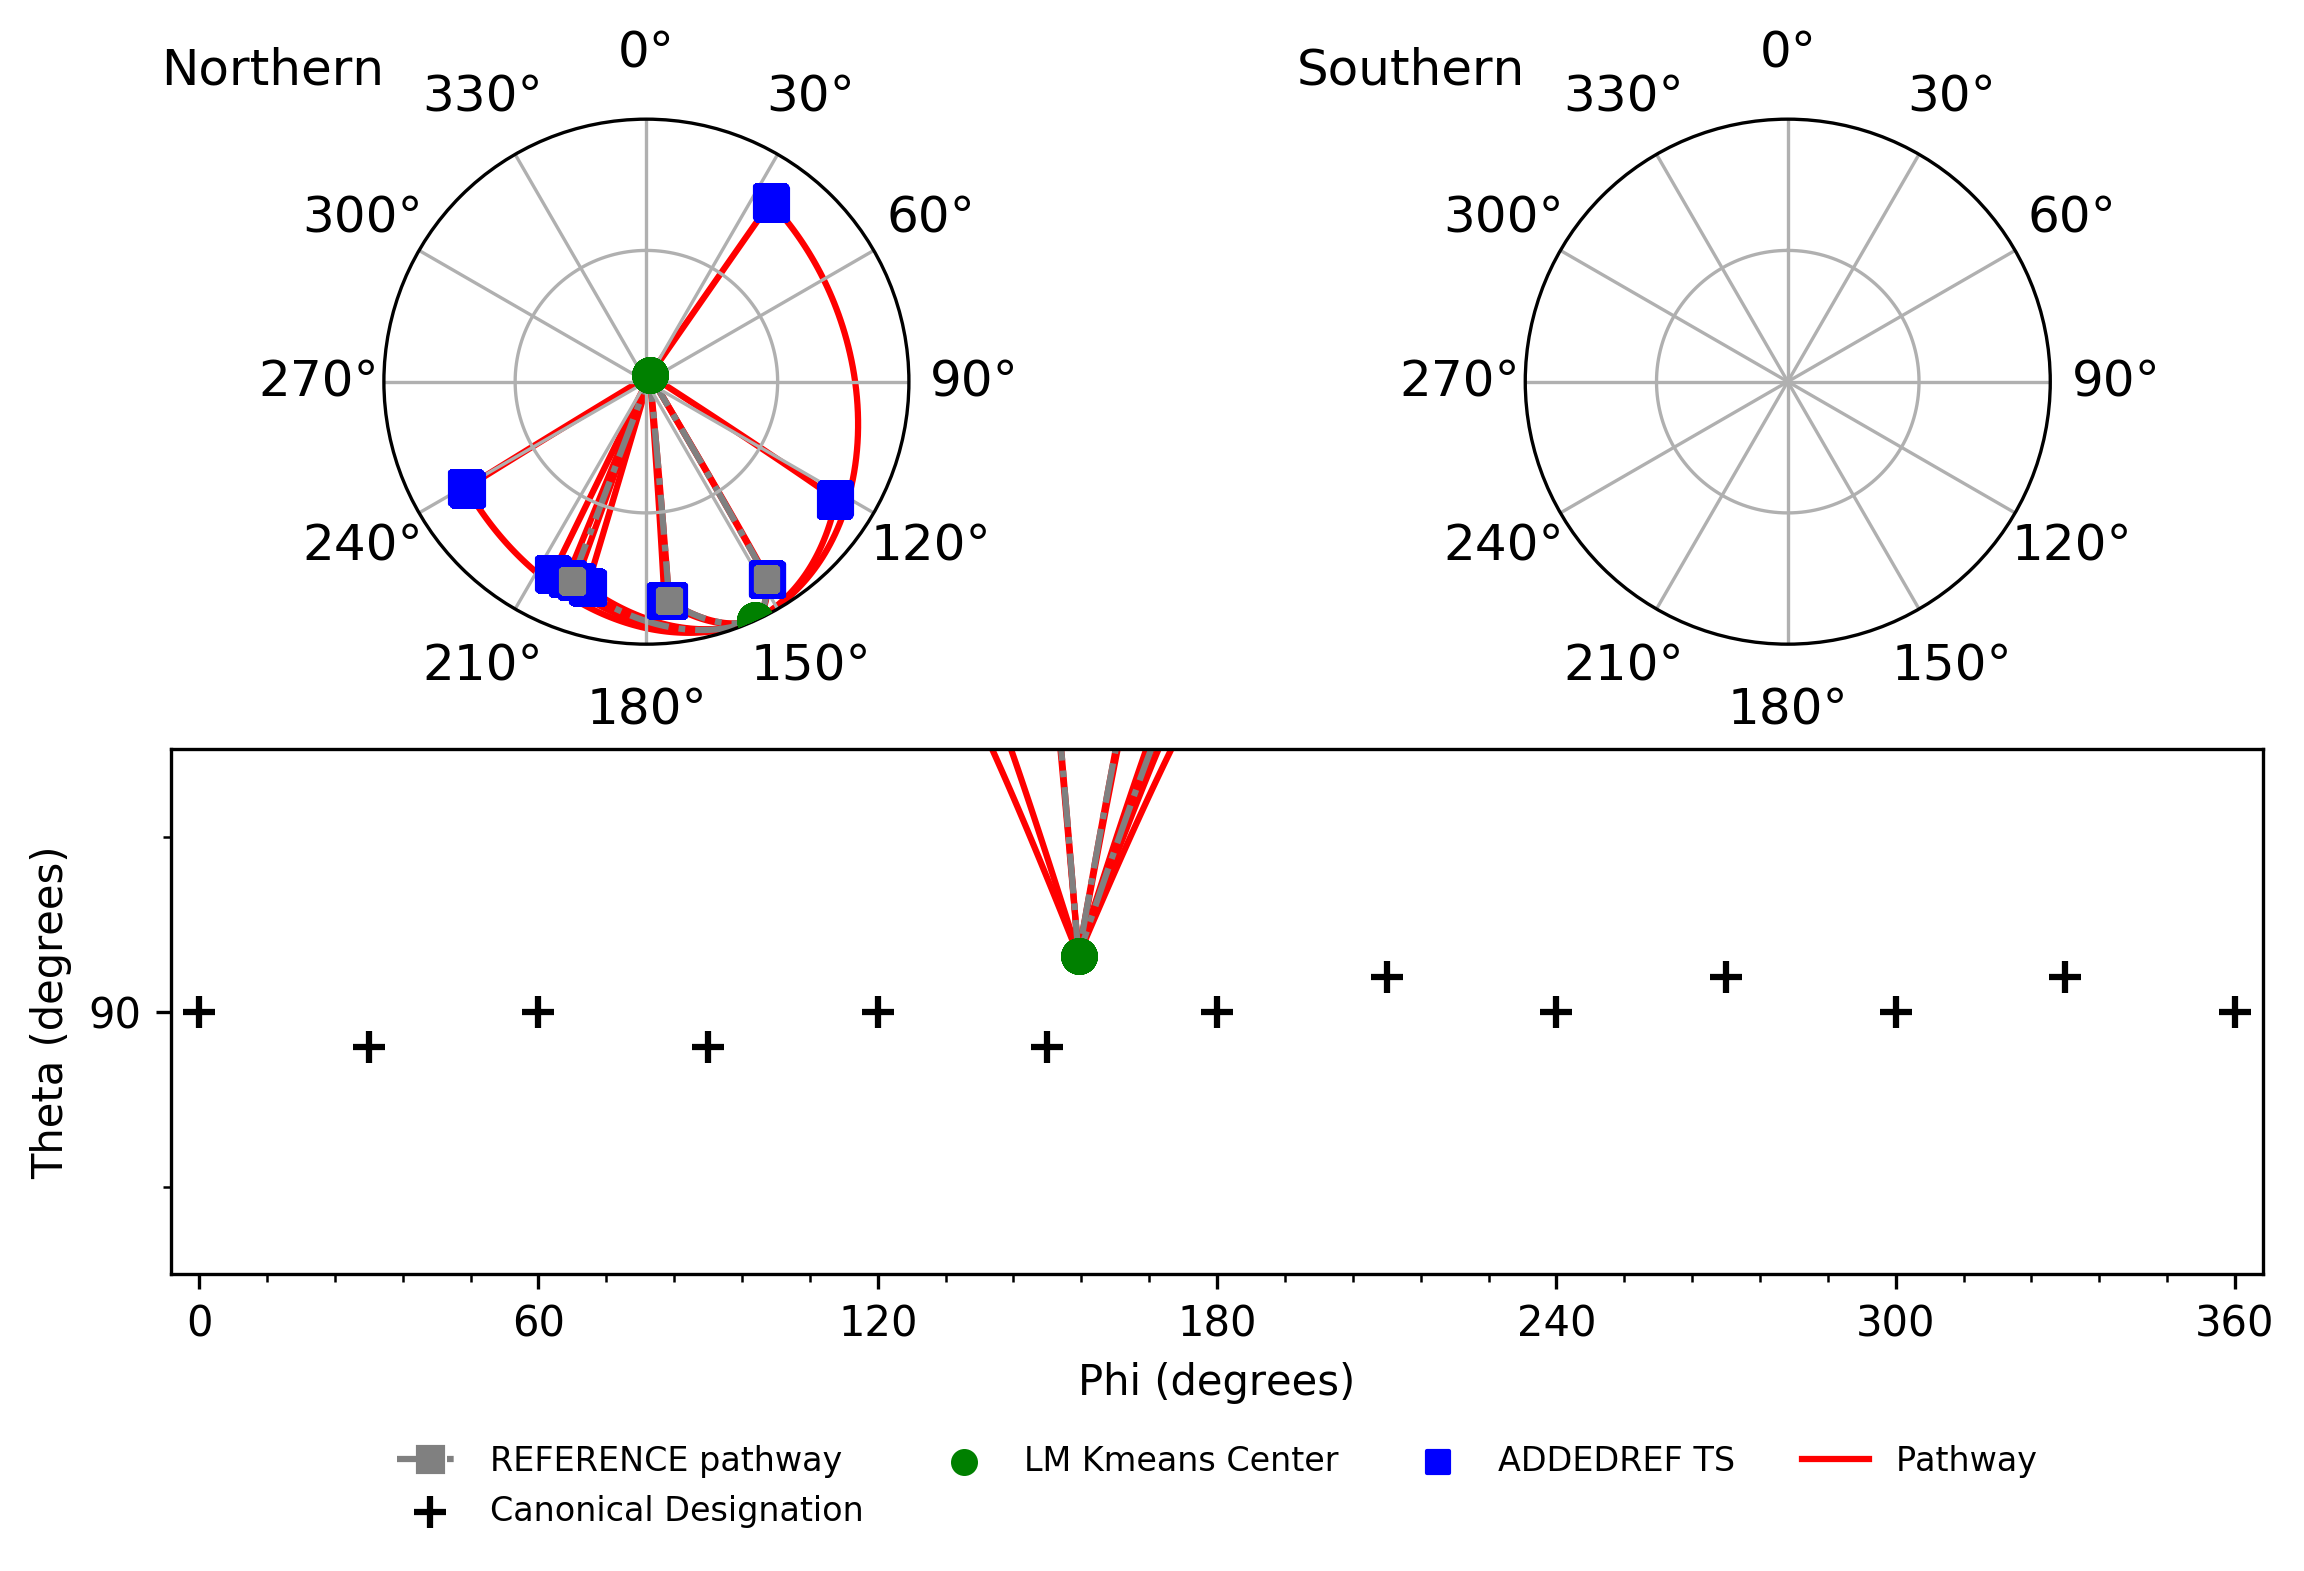 Northern
0°
30°
60°
90°
120°
150°
180°
210°
240°
270°
300°
330°
Southern
0°
30°
60°
90°
120°
150°
180°
210°
240°
270°
300°
330°
Theta (degrees)
90
0 60 120 180 240 300 360
Phi (degrees)
REFERENCE pathway
Canonical Designation
LM Kmeans Center
ADDEDREF TS
Pathway